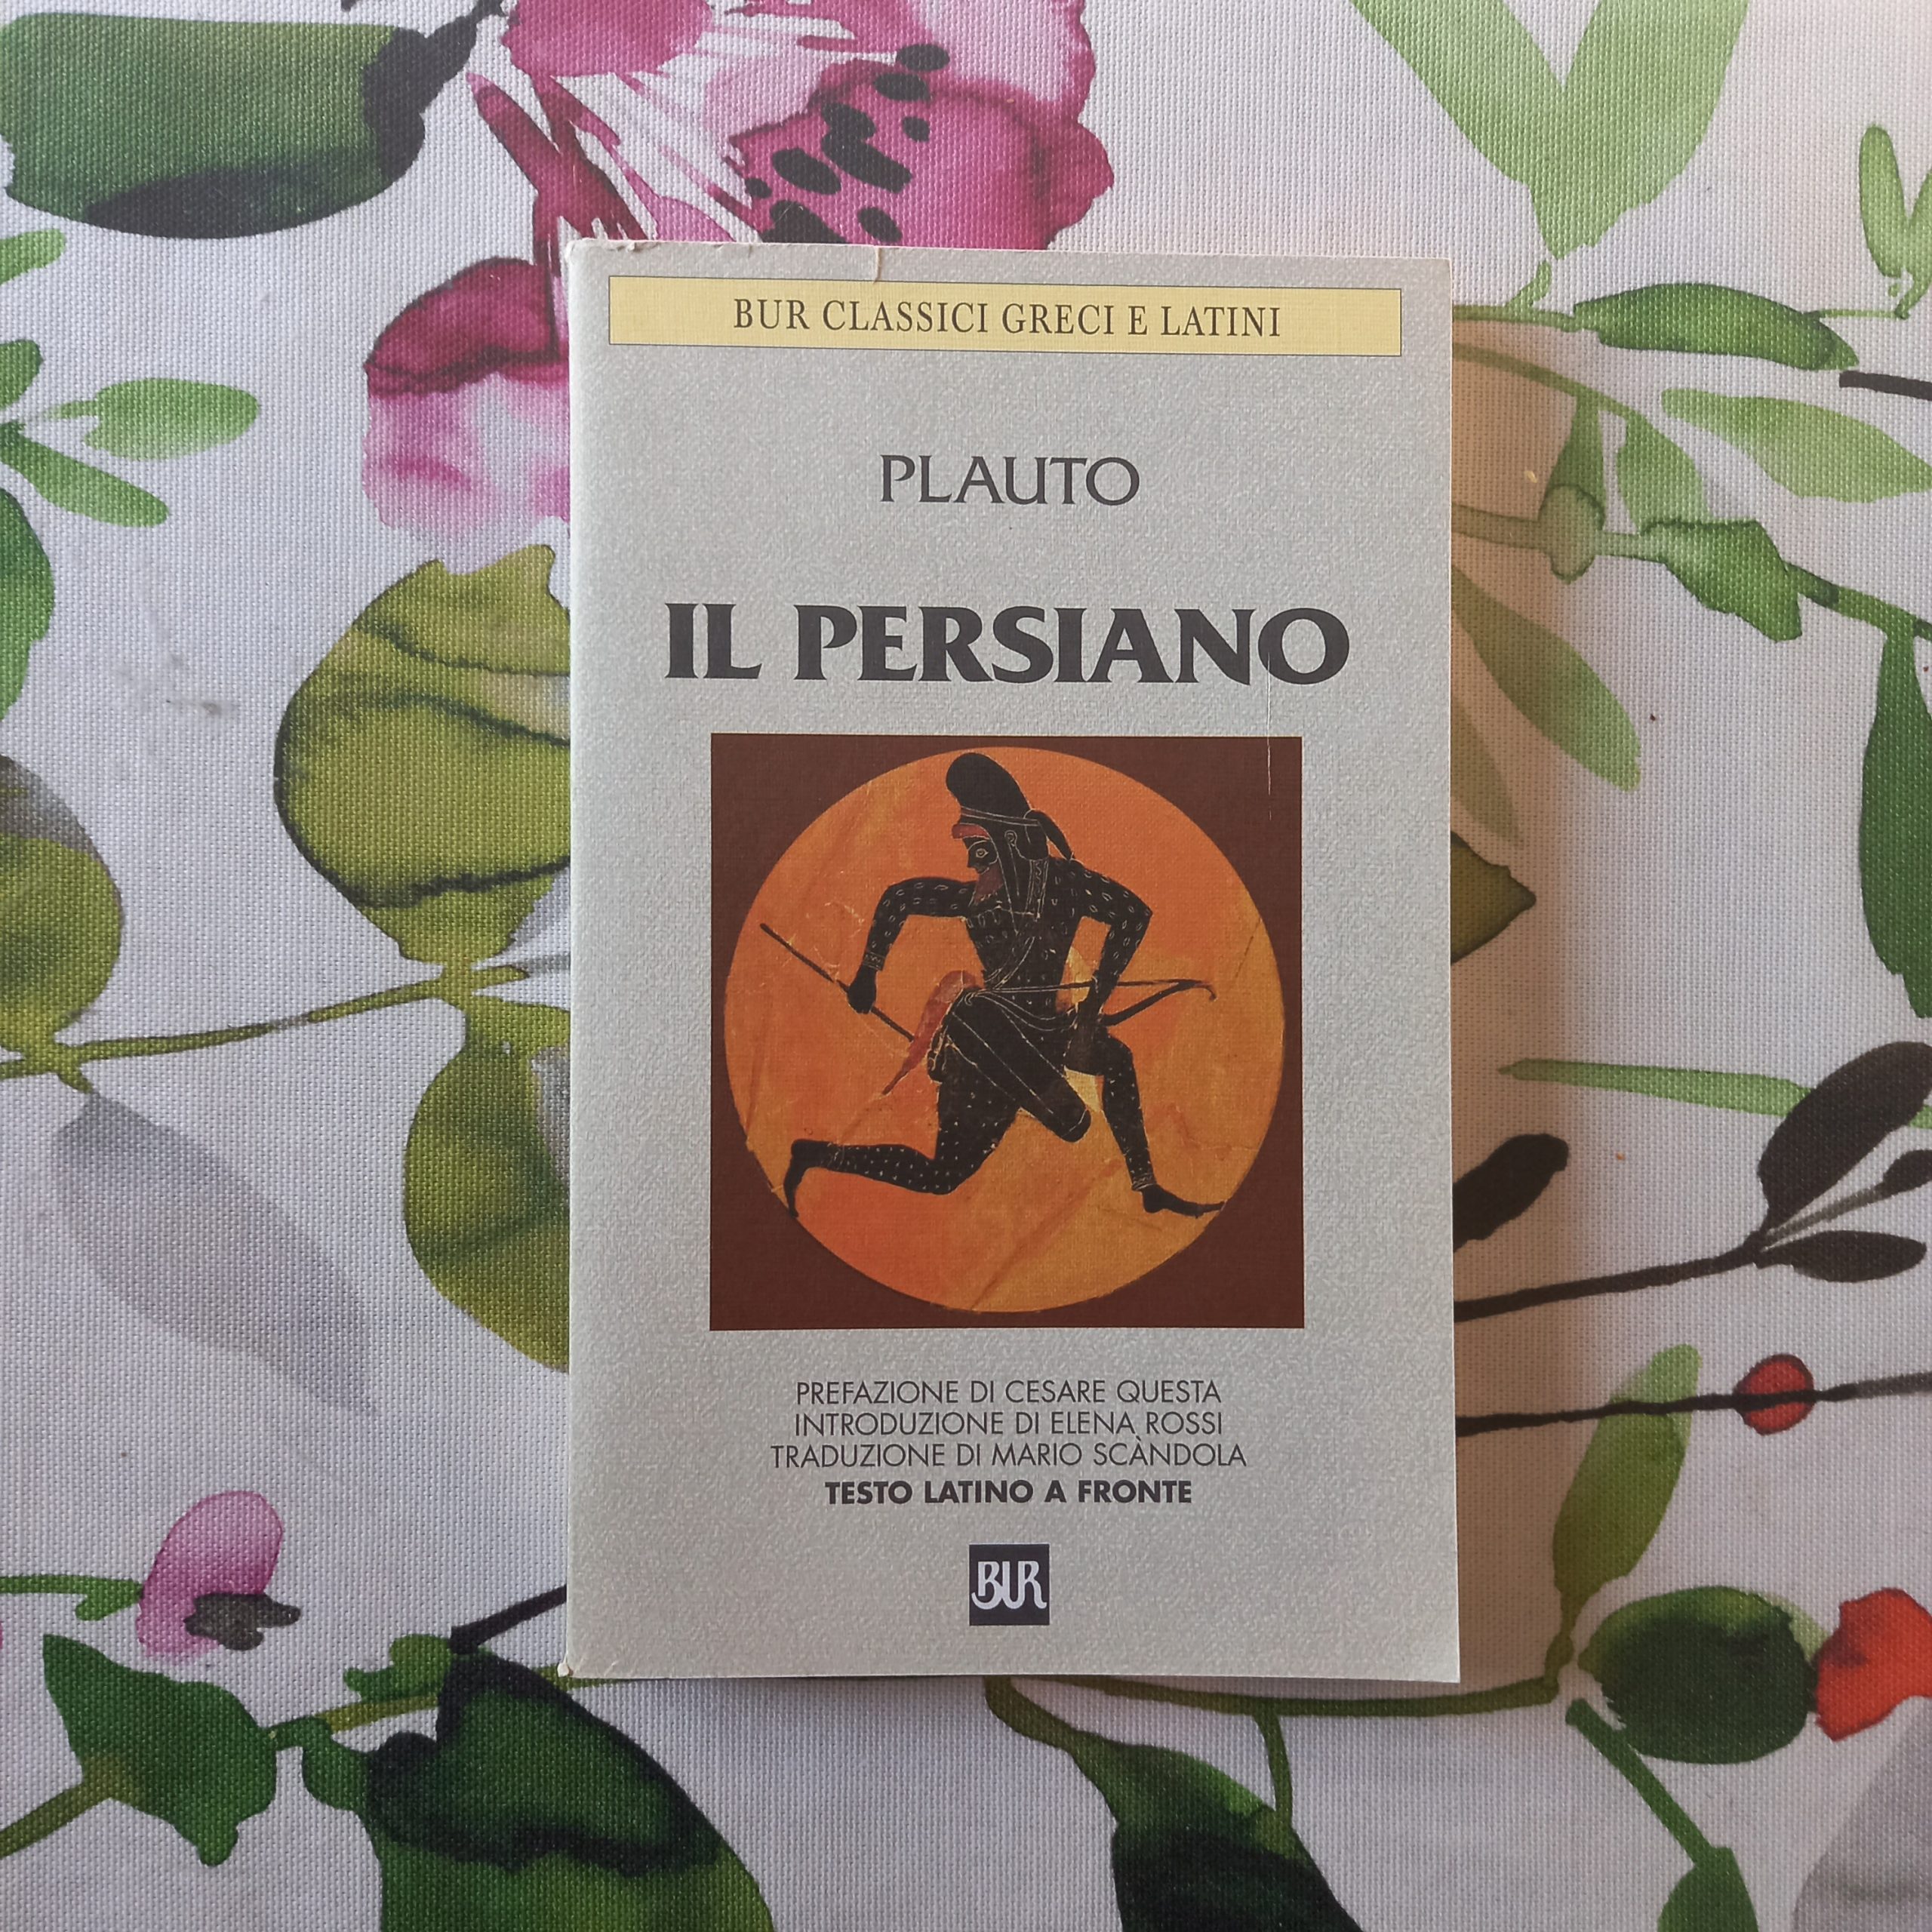 BUR CLASSICI GRECI E LATINI
PLAUTO
IL PERSIANO
PREFAZIONE DI CESARE QUESTA
INTRODUZIONE DI ELENA ROSSI
TRADUZIONE DI MARIO SCÀNDOLA
TESTO LATINO A FRONTE
BUR